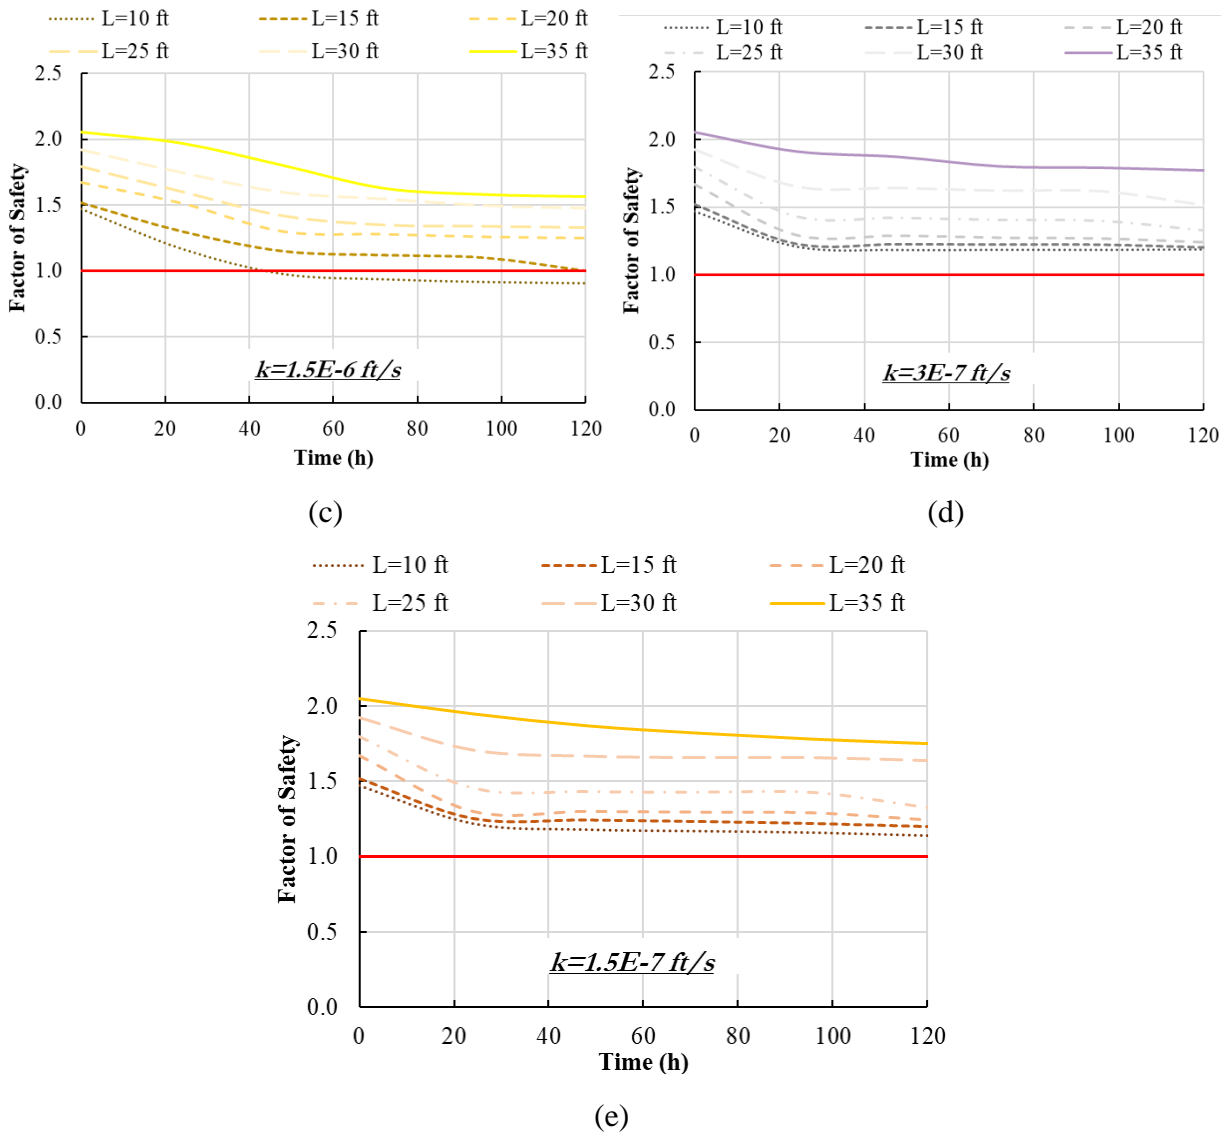 L=10 ft L=15 ft L=20 ft
L=25 ft L=30 ft L=35 ft
2.5
2.0
1.5
1.0
0.5
0.0
Factor of Safety
k=1.5E-6 ft/s
0 20 40 60 80 100 120
Time (h)
(c)
L=10 ft L=15 ft L=20 ft
L=25 ft L=30 ft L=35 ft
2.5
2.0
1.5
1.0
0.5
0.0
Factor of Safety
k=3E-7 ft/s
0 20 40 60 80 100 120
Time (h)
(d)
L=10 ft L=15 ft L=20 ft
L=25 ft L=30 ft L=35 ft
2.5
2.0
1.5
1.0
0.5
0.0
Factor of Safety
k=1.5E-7 ft/s
0 20 40 60 80 100 120
Time (h)
(e)